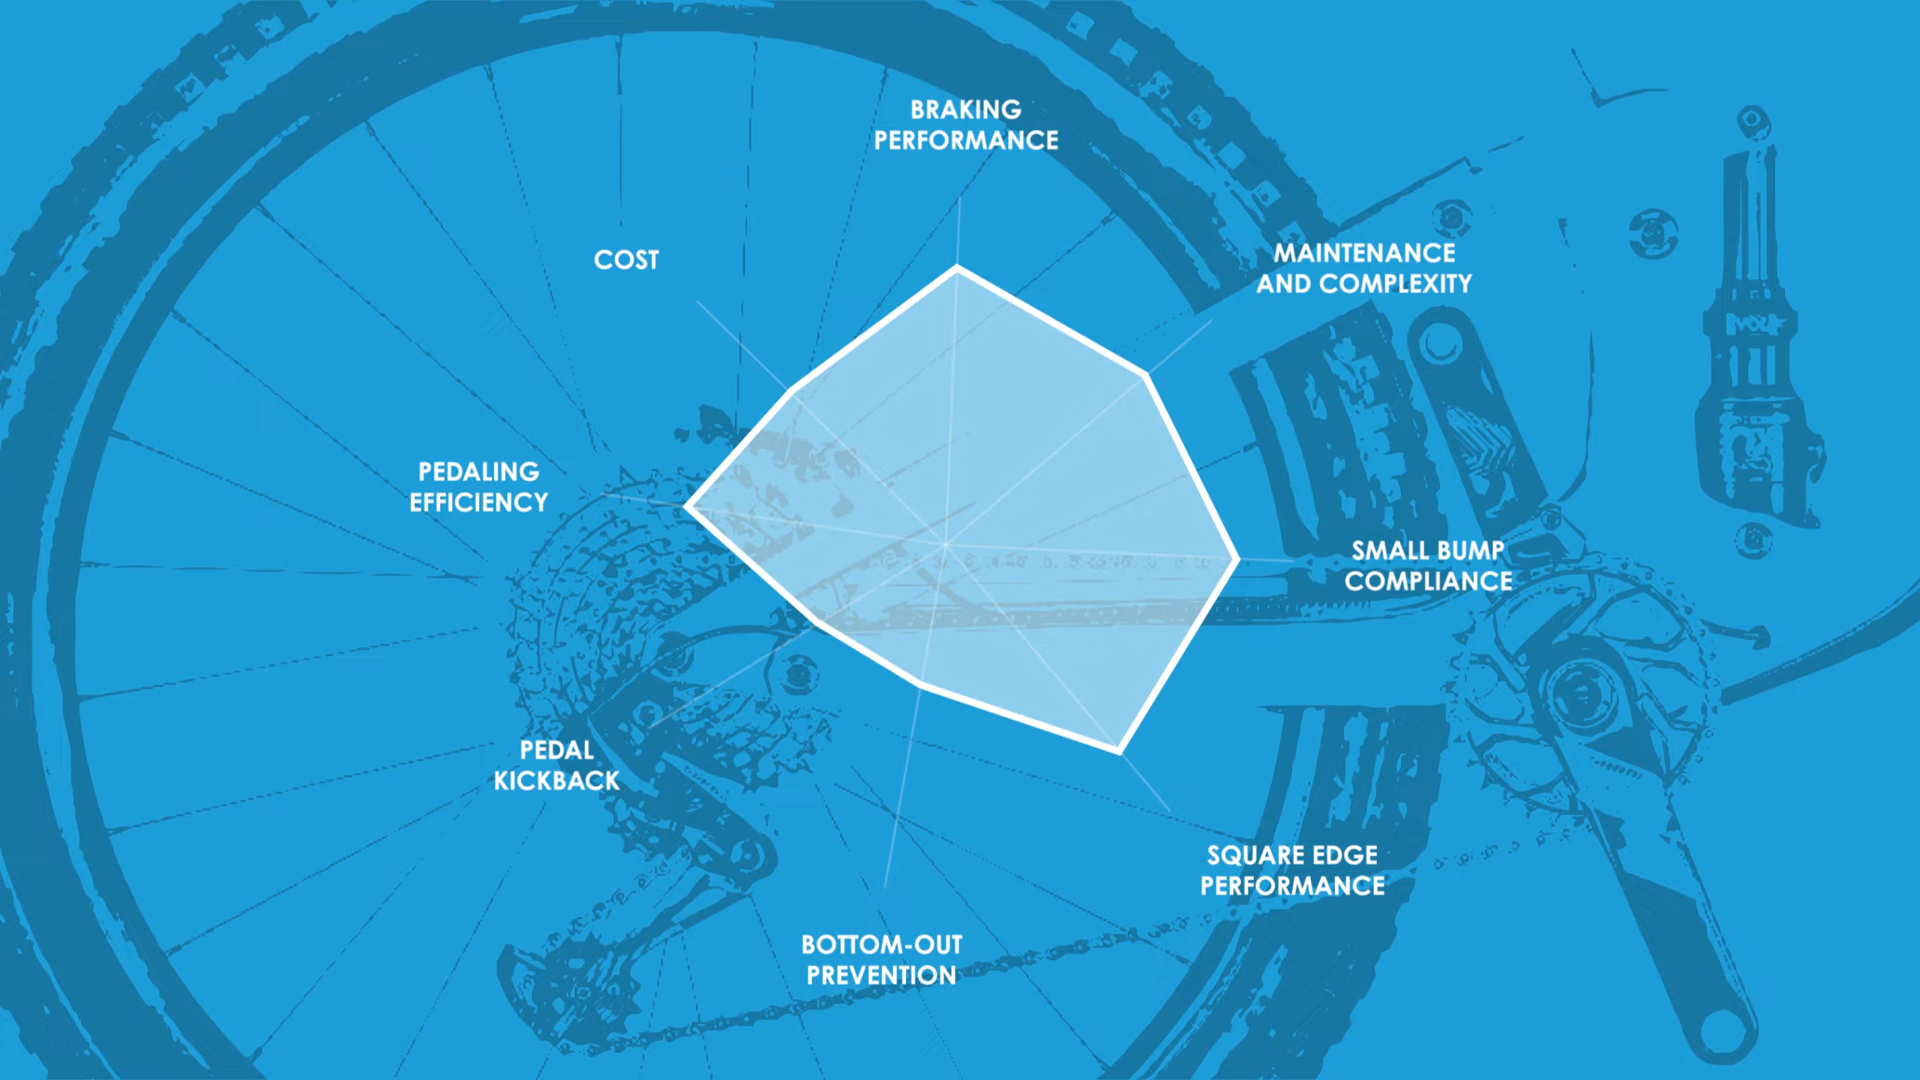 BRAKING
PERFORMANCE
COST
MAINTENANCE
AND COMPLEXITY
PEDALING
EFFICIENCY
SMALL BUMP
COMPLIANCE
PEDAL
KICKBACK
SQUARE EDGE
PERFORMANCE
BOTTOM-OUT
PREVENTION